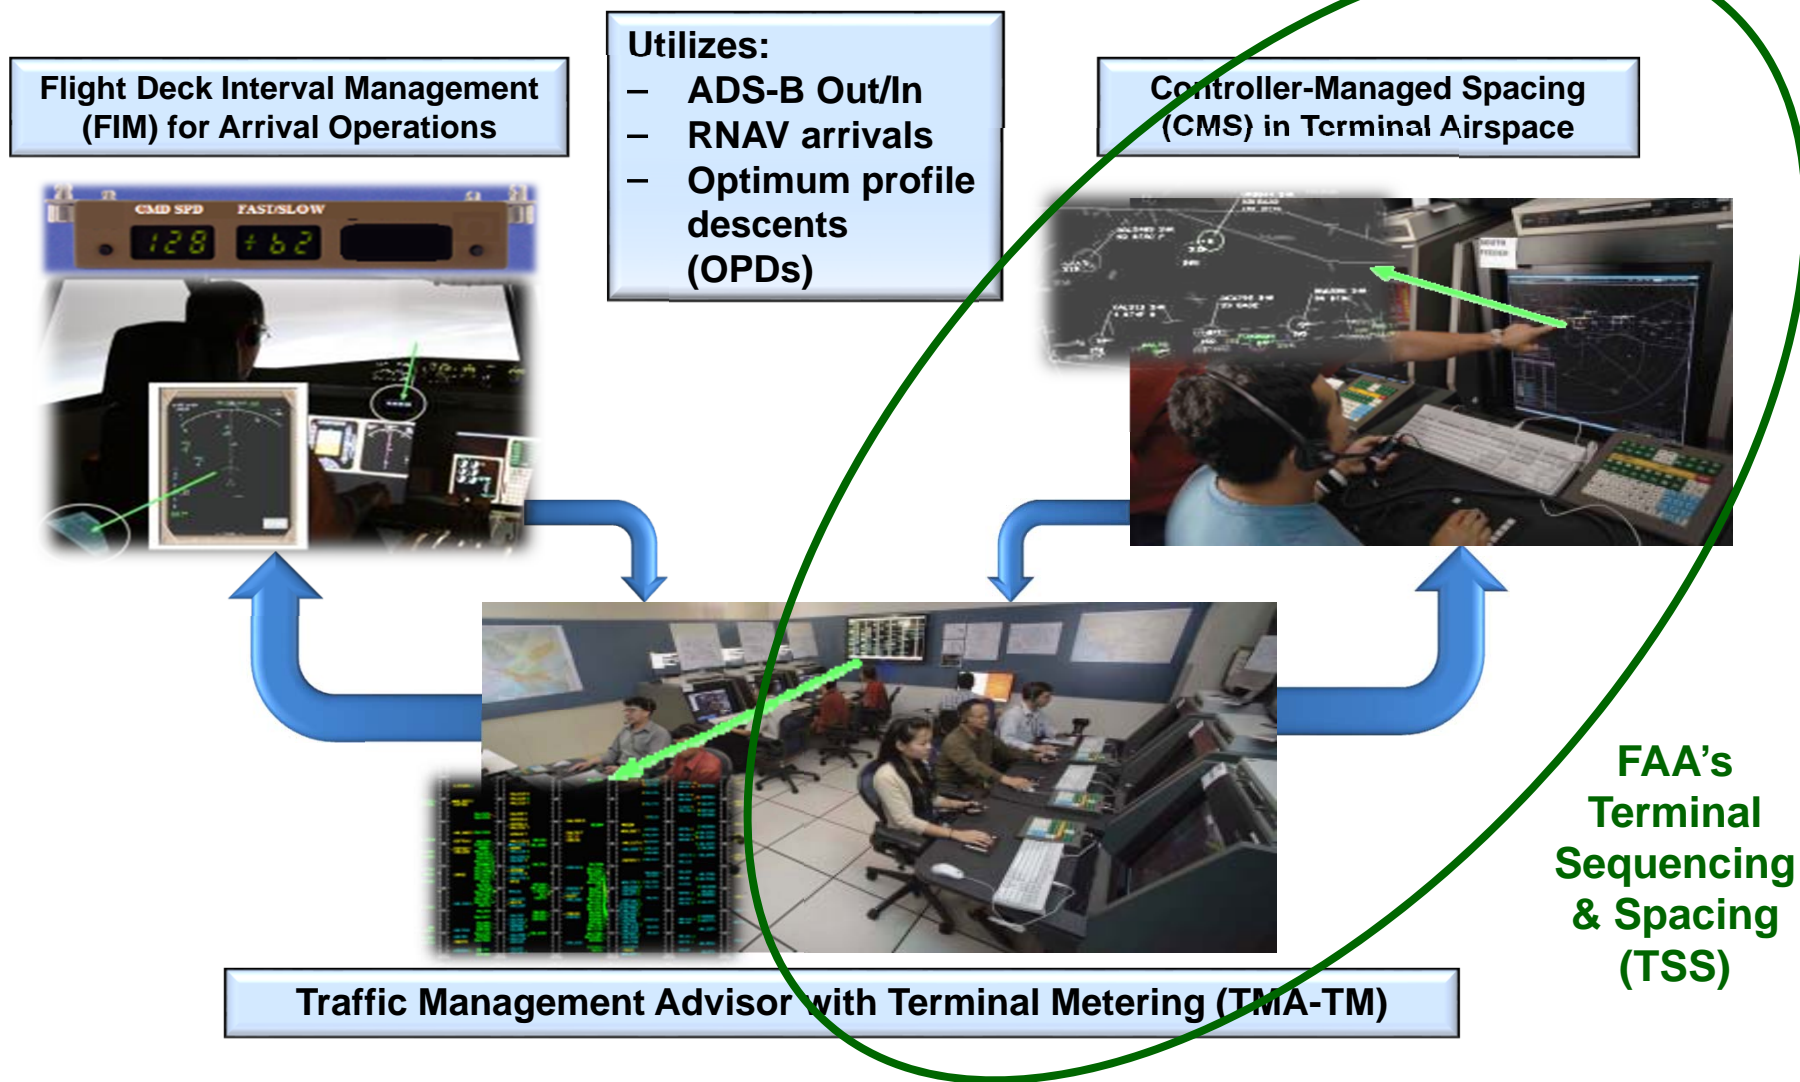 Utilizes:
– ADS-B Out/In
– RNAV arrivals
– Optimum profile
descents
(OPDs)
Flight Deck Interval Management
(FIM) for Arrival Operations
Controller-Managed Spacing
(CMS) in Terminal Airspace
CMD SPD FAST/SLOW
128 +62
SOUTH
FEEDER
FAA's
Terminal
Sequencing
& Spacing
(TSS)
Traffic Management Advisor with Terminal Metering (TMA-TM)